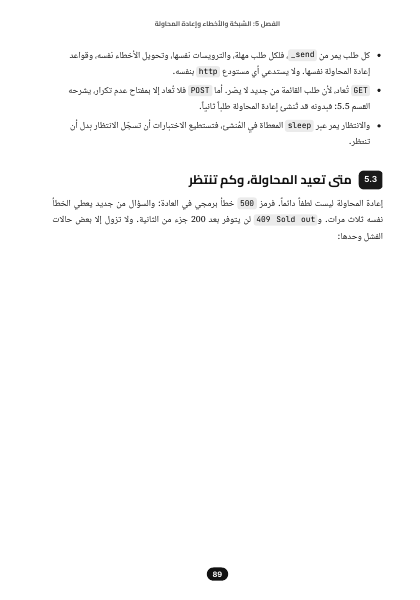 الفصل 5: الشبكة والأخطاء وإعادة المحاولة
• كل طلب يمر من _send، فلكل طلب مهلة، والترويسات نفسها، وتحويل الأخطاء نفسه، وقواعد
إعادة المحاولة نفسها. ولا يستدعي أي مستودع http بنفسه.
• GET تُعاد، لأن طلب القائمة من جديد لا يضر. أما POST فلا تُعاد إلا بمفتاح عدم تكرار، يشرحه
القسم 5.5: فبدونه قد تُنشئ إعادة المحاولة طلباً ثانياً.
• والانتظار يمر عبر sleep المعطاة في المُنشئ، فتستطيع الاختبارات أن تسجّل الانتظار بدل أن
تنتظر.
5.3 متى تعيد المحاولة، وكم تنتظر
إعادة المحاولة ليست لطفاً دائماً. فرمز 500 خطأ برمجي في العادة: والسؤال من جديد يعطي الخطأ
نفسه ثلاث مرات. و409 Sold out لن يتوفر بعد 200 جزء من الثانية. ولا تزول إلا بعض حالات
الفشل وحدها:
89